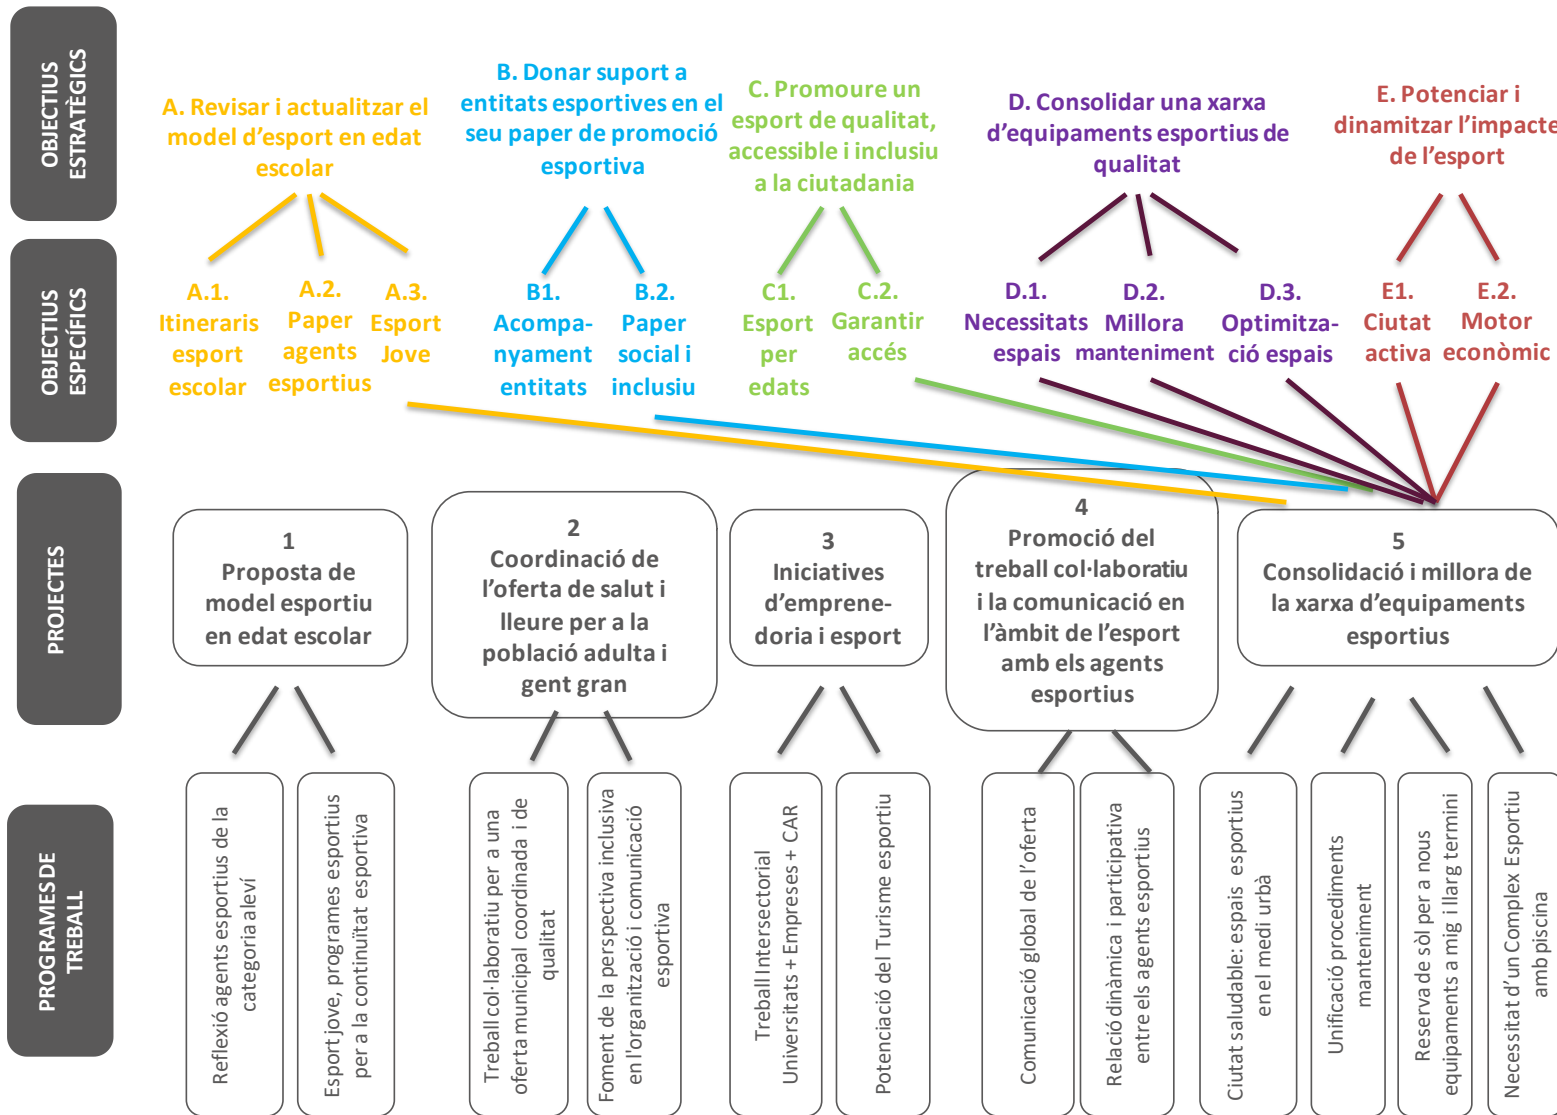 OBJECTIUS
ESTRATÈGICS
A. Revisar i actualitzar el
model d’esport en edat
escolar
B. Donar suport a
entitats esportives en el
seu paper de promoció
esportiva
C. Promoure un
esport de qualitat,
accessible i inclusiu
a la ciutadania
D. Consolidar una xarxa
d’equipaments esportius de
qualitat
E. Potenciar i
dinamitzar l’impacte
de l’esport
OBJECTIUS
ESPECÍFICS
A.1.
Itineraris
esport
escolar
A.2.
Paper
agents
esportius
A.3.
Esport
Jove
B1.
Acompa-
nyament
entitats
B.2.
Paper
social i
inclusiu
C1.
Esport
per
edats
C.2.
Garantir
accés
D.1.
Necessitats
espais
D.2.
Millora
manteniment
D.3.
Optimitza-
ció espais
E1.
Ciutat
activa
E.2.
Motor
econòmic
PROJECTES
1
Proposta de
model esportiu
en edat escolar
2
Coordinació de
l’oferta de salut i
lleure per a la
població adulta i
gent gran
3
Iniciatives
d’emprene-
doria i esport
4
Promoció del
treball col·laboratiu
i la comunicació en
l’àmbit de l’esport
amb els agents
esportius
5
Consolidació i millora de
la xarxa d’equipaments
esportius
PROGRAMES DE
TREBALL
Reflexió agents esportius de la
categoria aleví
Esport jove, programes esportius
per a la continuïtat esportiva
Treball col·laboratiu per a una
oferta municipal coordinada i de
qualitat
Foment de la perspectiva inclusiva
en l'organització i comunicació
esportiva
Treball Intersectorial
Universitats + Empreses + CAR
Potenciació del Turisme esportiu
Comunicació global de l’oferta
Relació dinàmica i participativa
entre els agents esportius
Ciutat saludable: espais esportius
en el medi urbà
Unificació procediments
manteniment
Reserva de sòl per a nous
equipaments a mig i llarg termini
Necessitat d’un Complex Esportiu
amb piscina